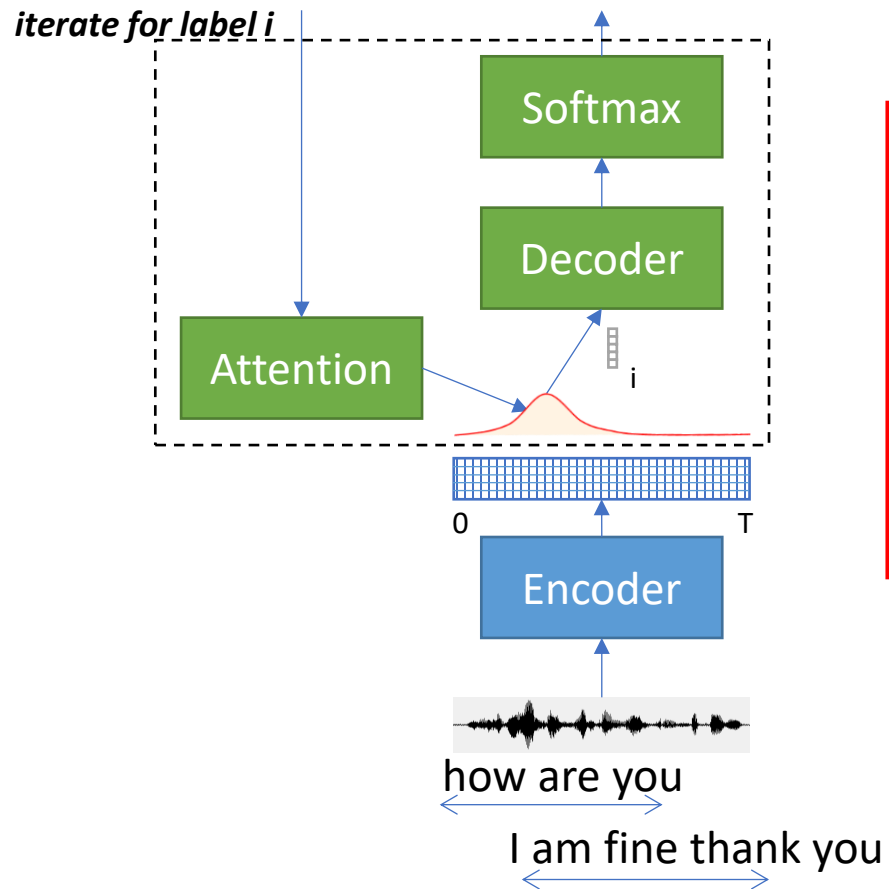 iterate for label i
Softmax
Decoder
Attention
i
0 T
Encoder
how are you
I am fine thank you